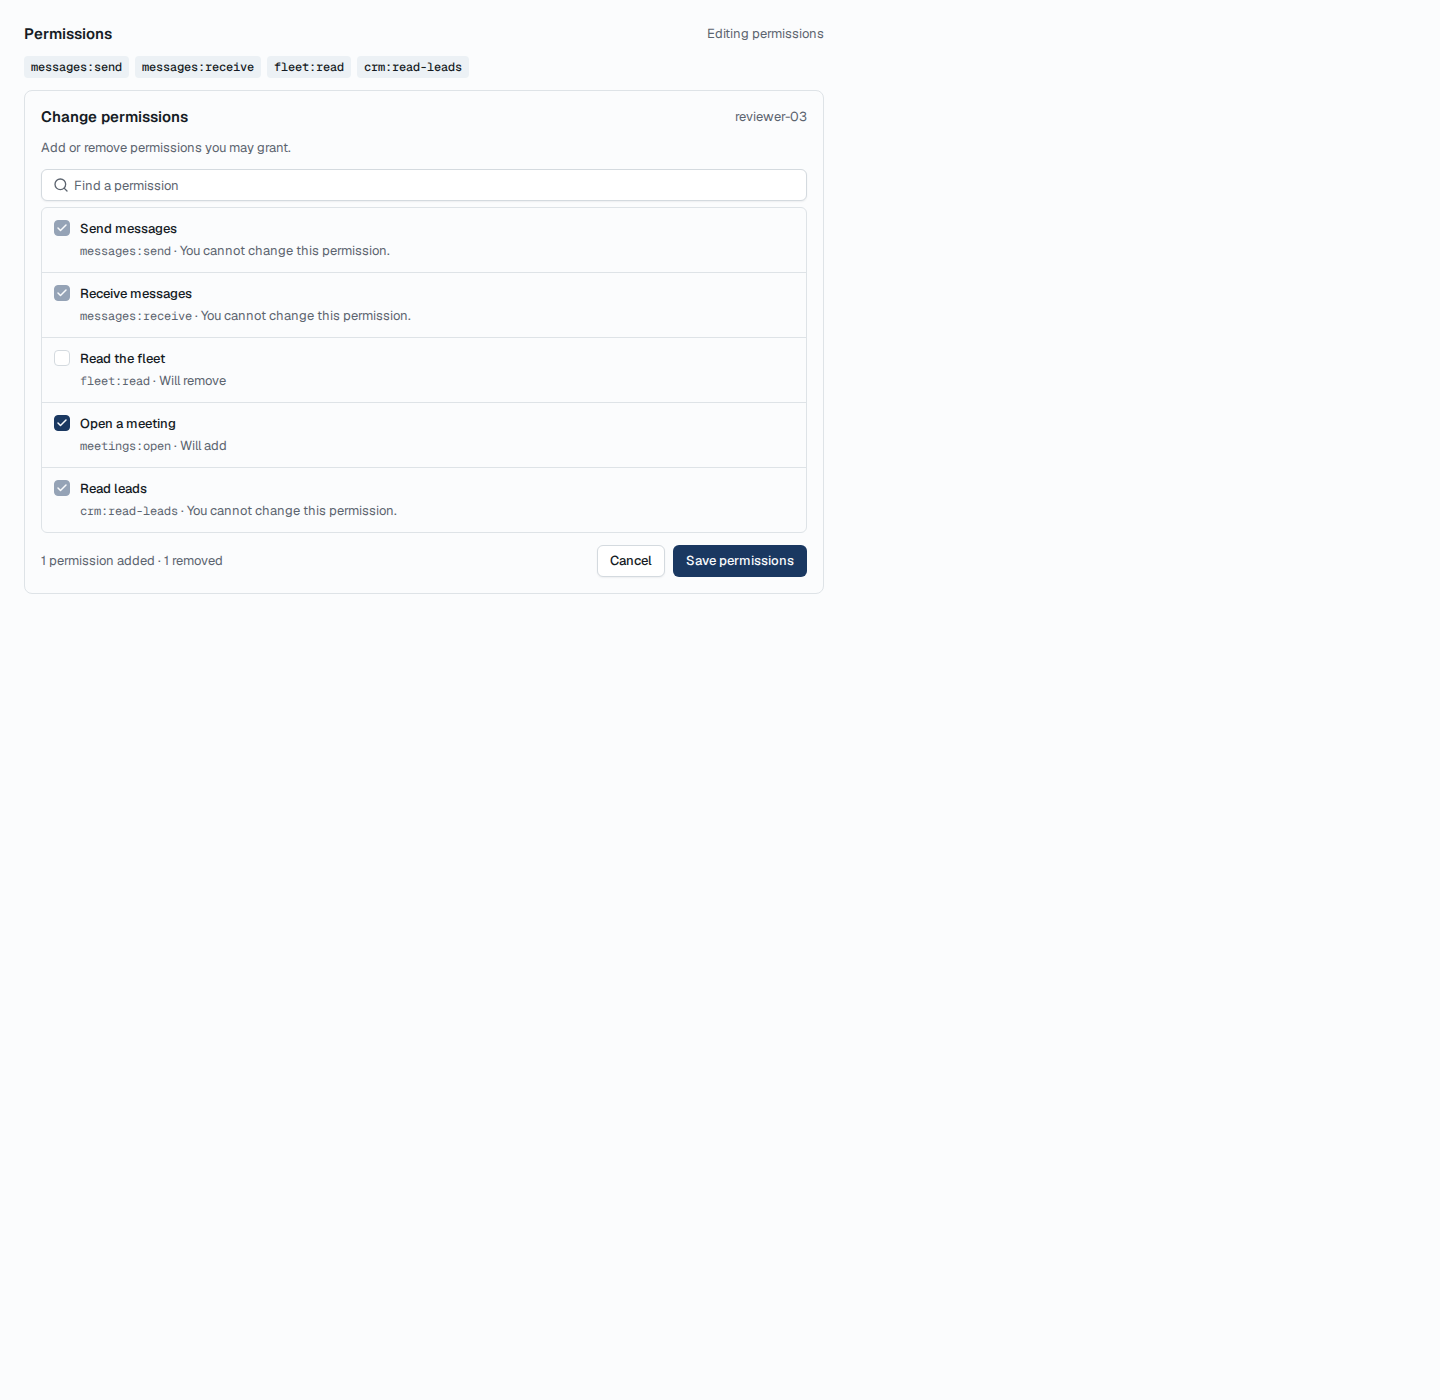 Permissions
Editing permissions
messages:send messages:receive fleet:read crm:read-leads
Change permissions
reviewer-03
Add or remove permissions you may grant.
Find a permission
Send messages
messages:send · You cannot change this permission.
Receive messages
messages:receive · You cannot change this permission.
Read the fleet
fleet:read · Will remove
Open a meeting
meetings:open · Will add
Read leads
crm:read-leads · You cannot change this permission.
1 permission added · 1 removed
Cancel
Save permissions